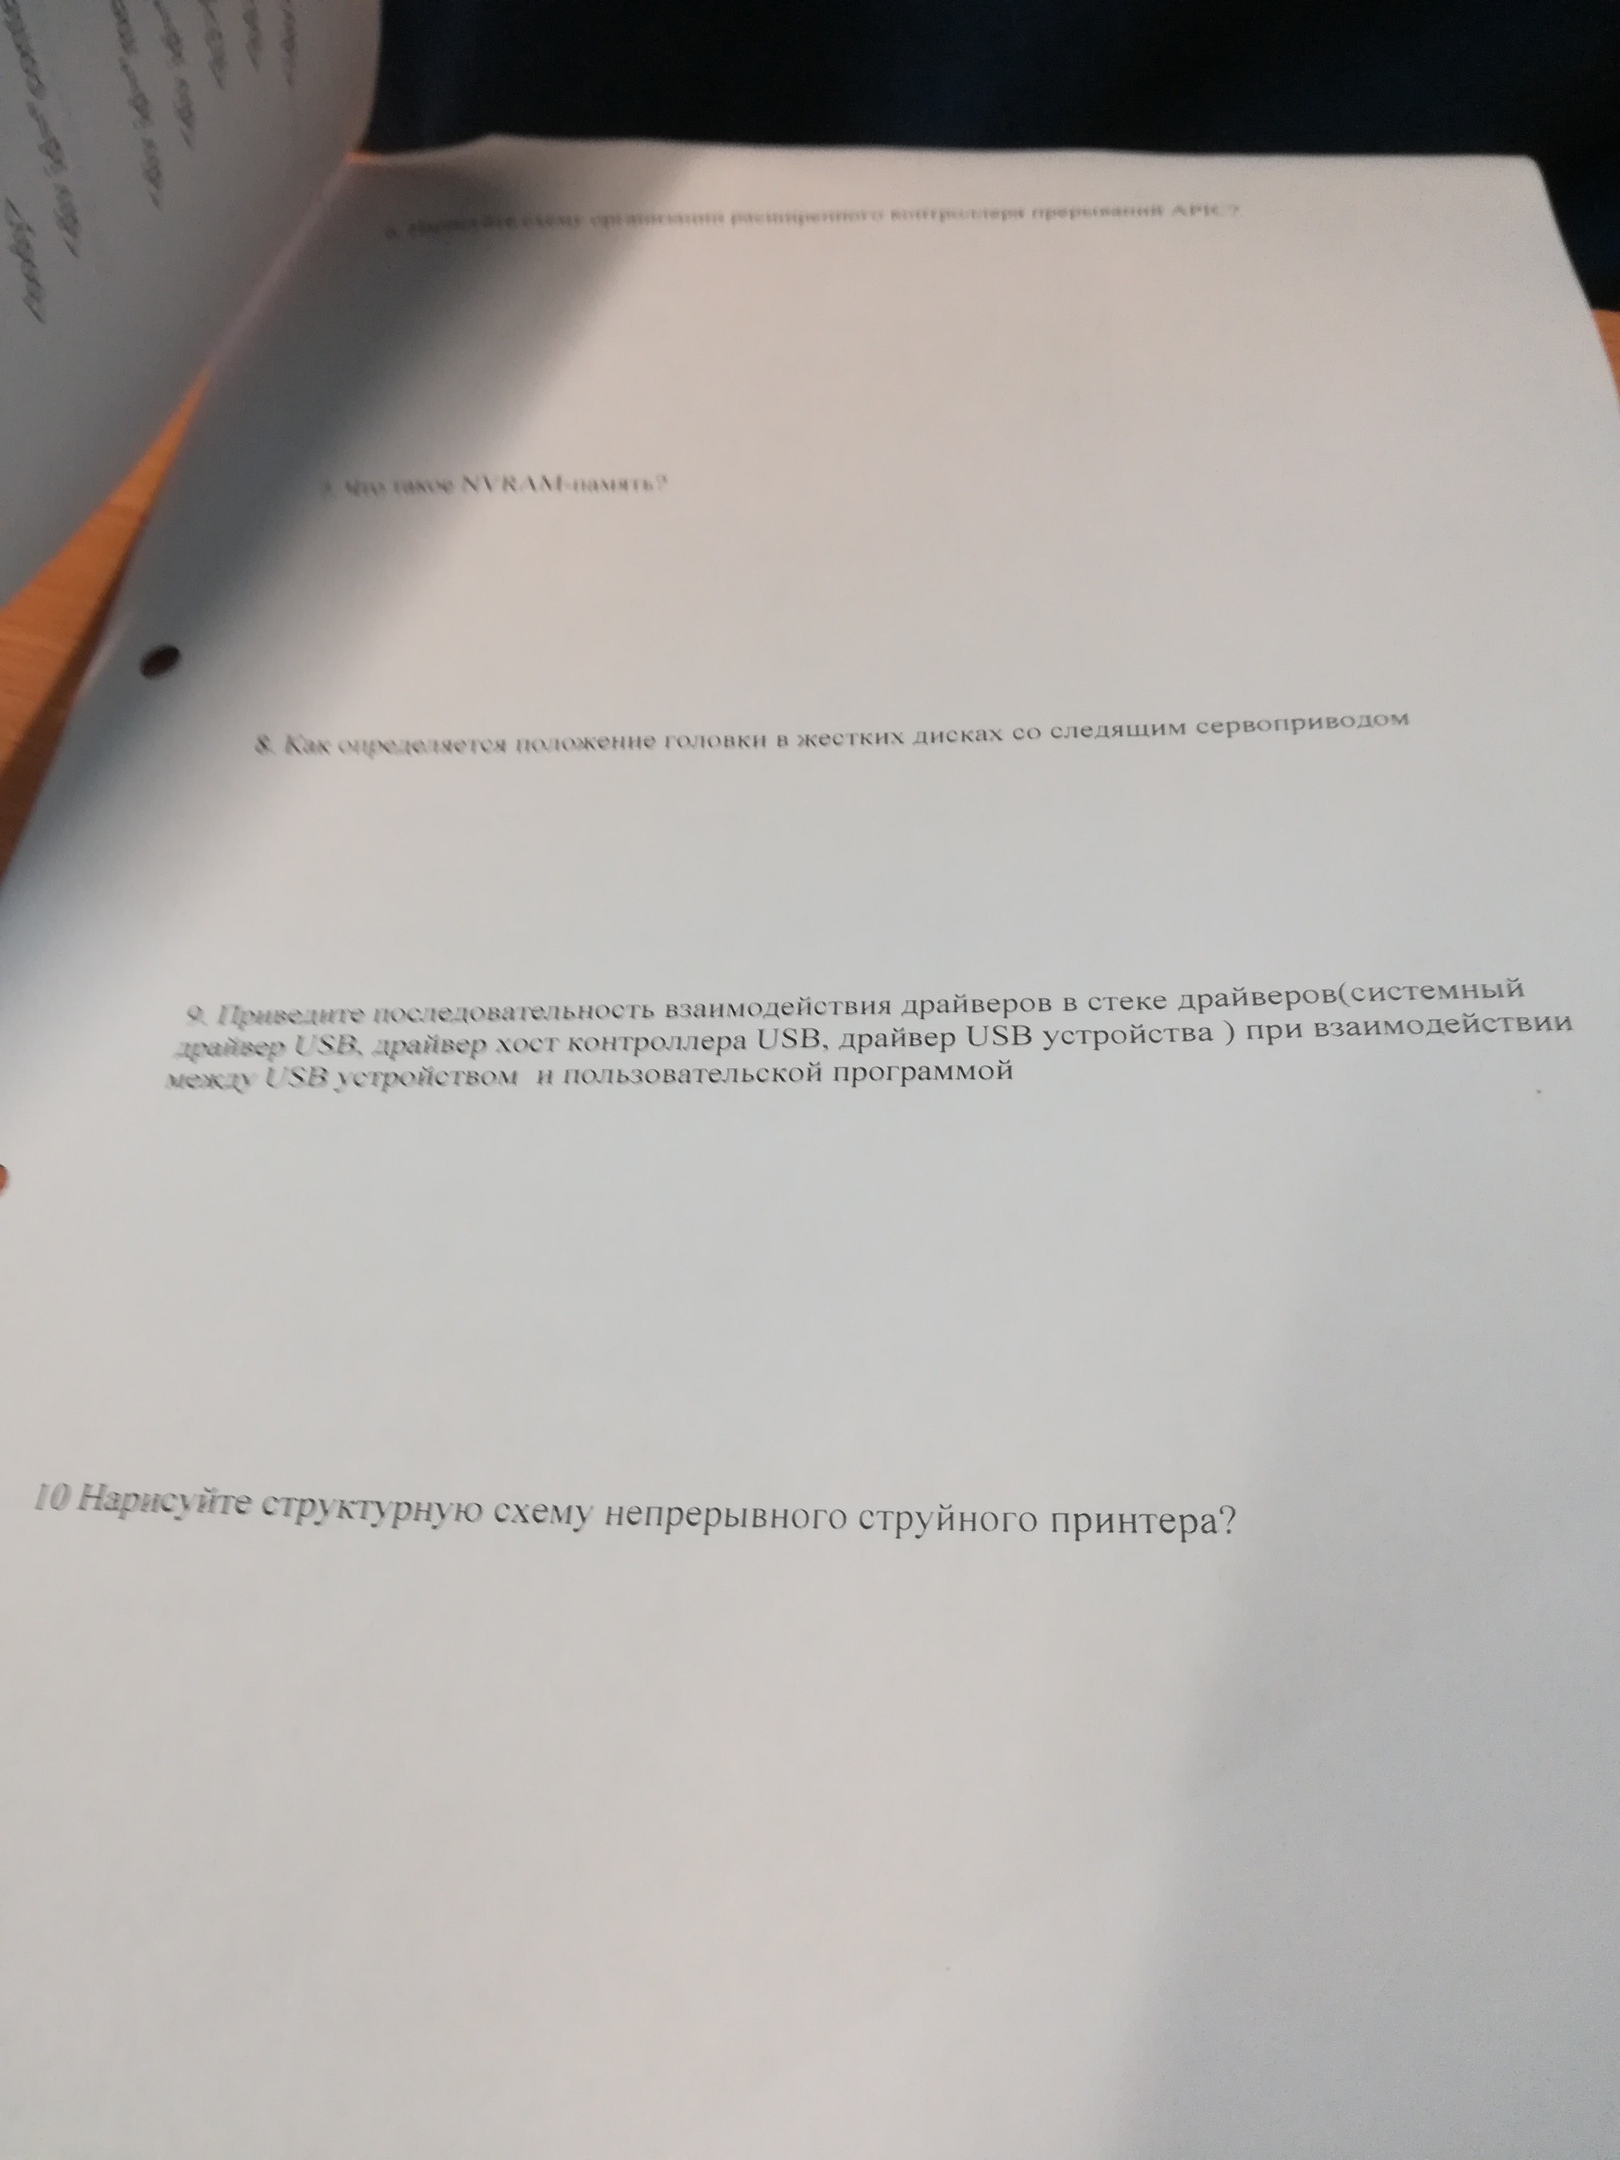 6. Нарисуйте схему организации расширенного контроллера прерываний APIC?
7. Что такое NVRAM-память?
8. Как определяется положение головки в жестких дисках со следящим сервоприводом
9. Приведите последовательность взаимодействия драйверов в стеке драйверов(системный
драйвер USB, драйвер хост контроллера USB, драйвер USB устройства ) при взаимодействии
между USB устройством и пользовательской программой
10 Нарисуйте структурную схему непрерывного струйного принтера?